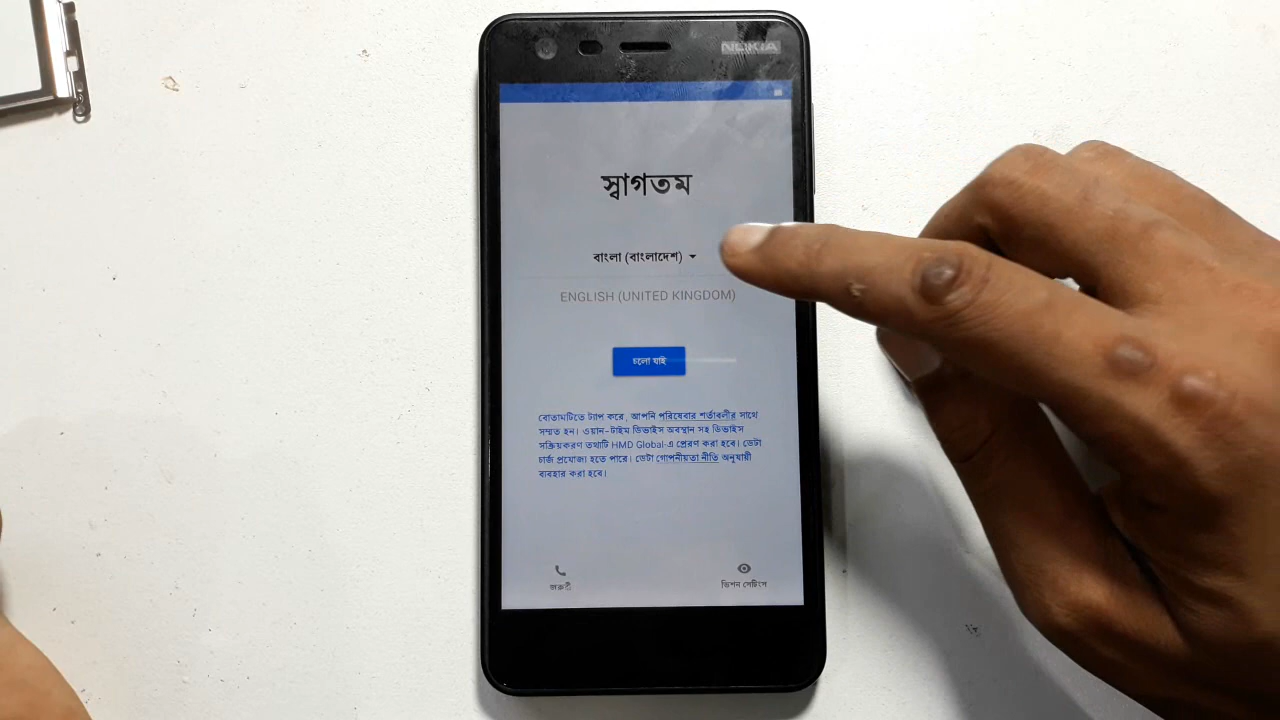 NOKIA
স্বাগতম
বাংলা (বাংলাদেশ)
ENGLISH (UNITED KINGDOM)
চলো যাই
বোতামটিতে ট্যাপ করে, আপনি পরিষেবার শর্তাবলীর সাথে
সম্মত হন। ওয়ান-টাইম ডিভাইস অবস্থান সহ ডিভাইস
সক্রিয়করণ তথ্যটি HMD Global-এ প্রেরণ করা হবে। ডেটা
চার্জ প্রযোজ্য হতে পারে। ডেটা গোপনীয়তা নীতি অনুযায়ী
ব্যবহার করা হবে।
জরুরী
ভিশন সেটিংস